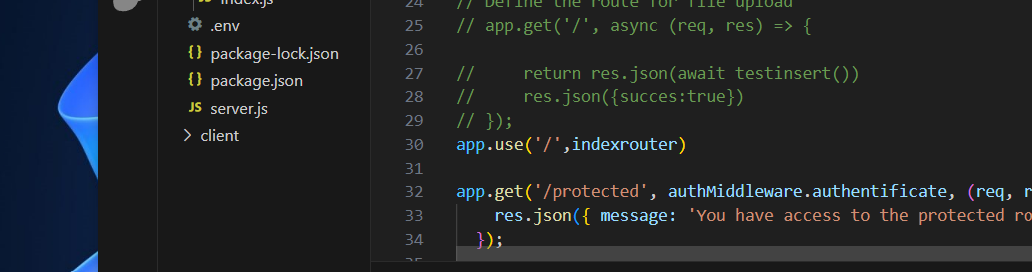 index.js
.env
{} package-lock.json
{} package.json
JS server.js
> client
24 // Define the route for file upload
25 // app.get('/', async (req, res) => {
26
27 //     return res.json(await testinsert())
28 //     res.json({succes:true})
29 // });
30 app.use('/',indexrouter)
31
32 app.get('/protected', authMiddleware.authentificate, (req, r
33     res.json({ message: 'You have access to the protected ro
34   });